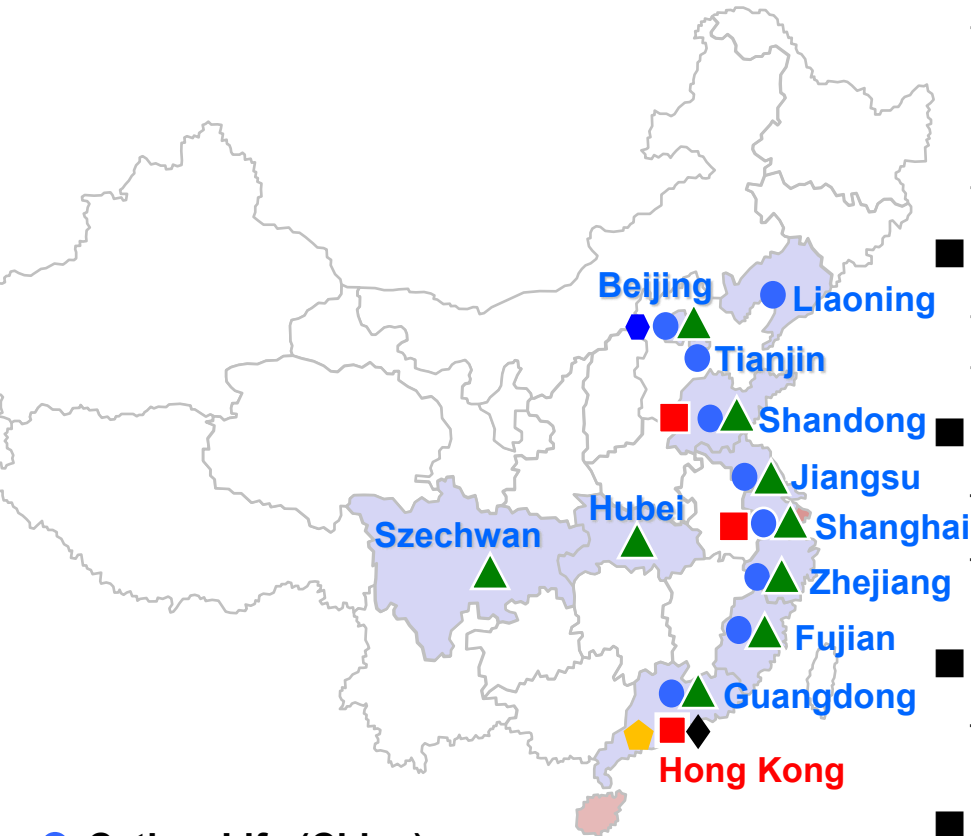 Beijing
Liaoning
Tianjin
Shandong
Jiangsu
Hubei
Szechwan
Shanghai
Zhejiang
Fujian
Guangdong
Hong Kong